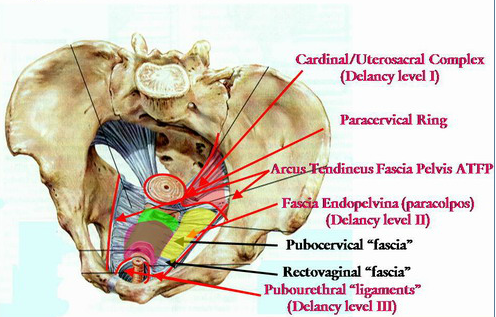 Cardinal/Uterosacral Complex
(Delancy level I)
Paracervical Ring
Arcus Tendineus Fascia Pelvis ATFP
Fascia Endopelvina (paracolpos)
(Delancy level II)
Pubocervical “fascia”
Rectovaginal “fascia”
Pubourethral “ligaments”
(Delancy level III)